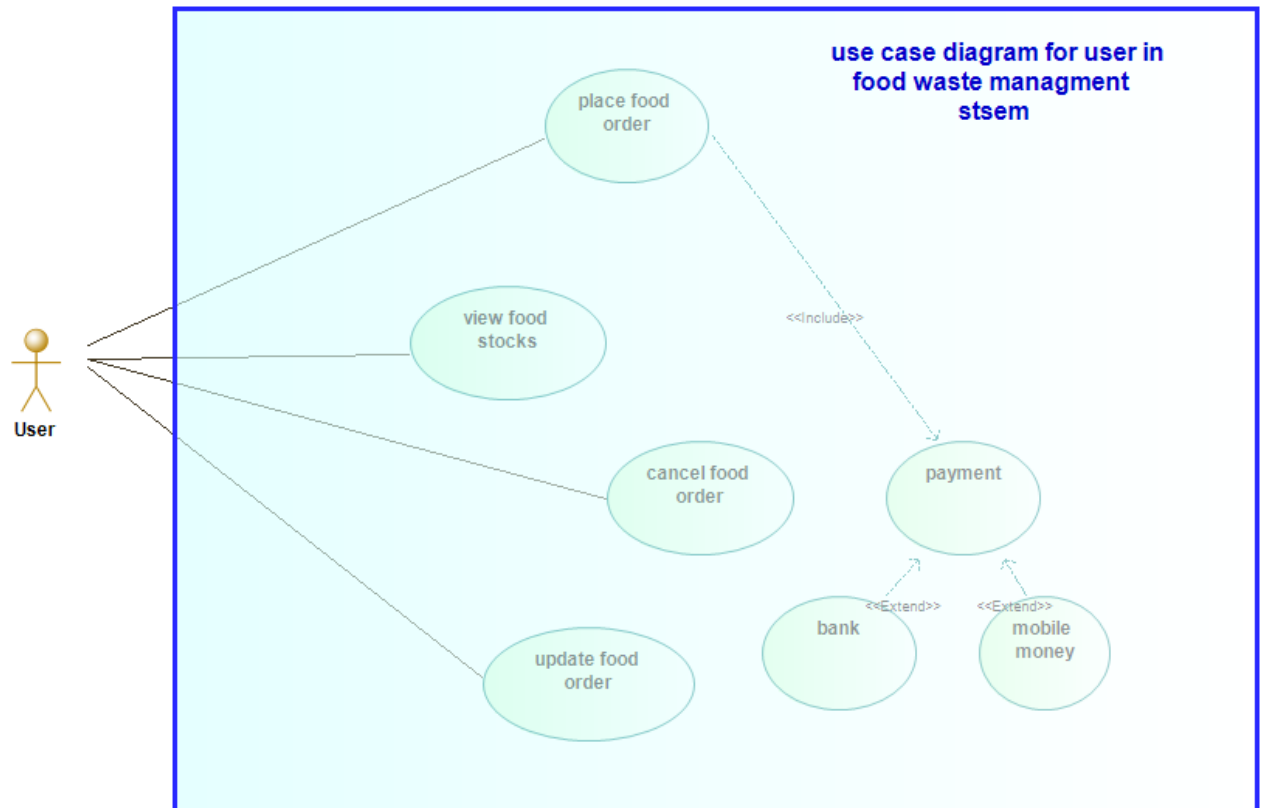 use case diagram for user in
food waste managment
stsem
place food
order
<<Include>>
view food
stocks
User
cancel food
order
payment
<<Extend>>
<<Extend>>
bank
mobile
money
update food
order